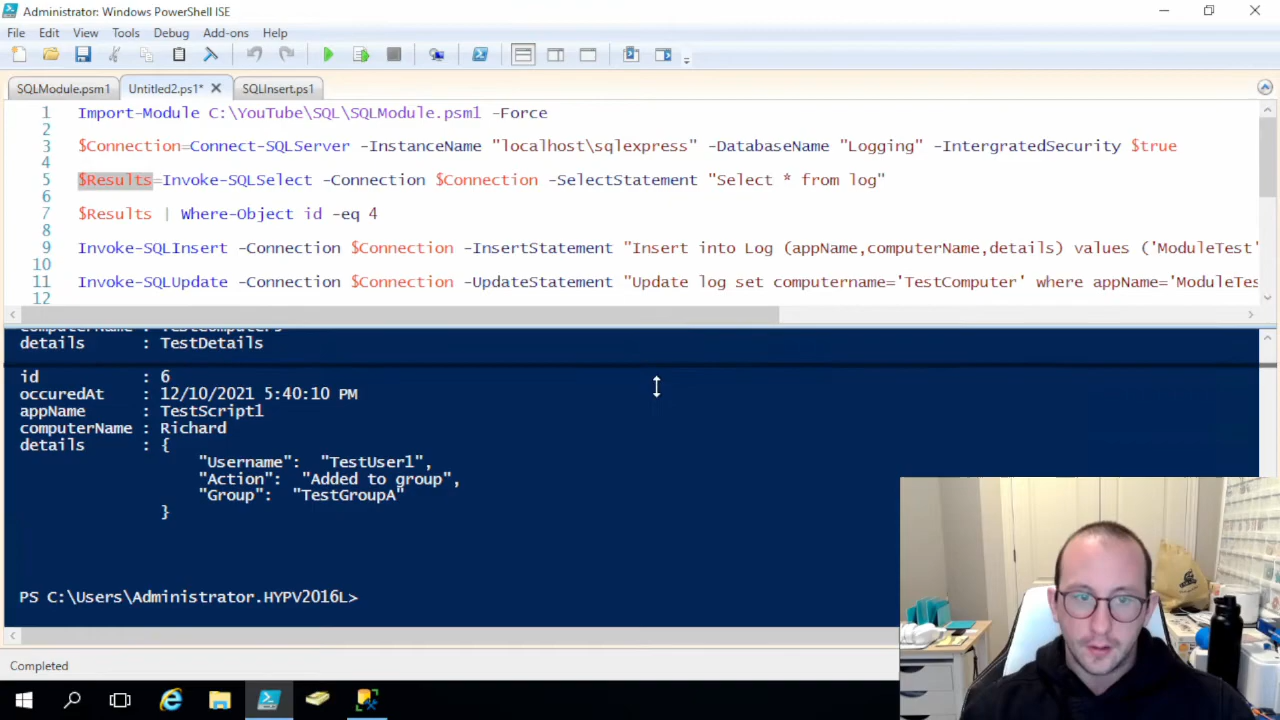 Administrator: Windows PowerShell ISE
File Edit View Tools Debug Add-ons Help
SQLModule.psm1 Untitled2.ps1* SQLInsert.ps1
1 Import-Module C:\YouTube\SQL\SQLModule.psm1 -Force
2
3 $Connection=Connect-SQLServer -InstanceName "localhost\sqlexpress" -DatabaseName "Logging" -IntergratedSecurity $true
4
5 $Results=Invoke-SQLSelect -Connection $Connection -SelectStatement "Select * from log"
6
7 $Results | Where-Object id -eq 4
8
9 Invoke-SQLInsert -Connection $Connection -InsertStatement "Insert into Log (appName,computerName,details) values ('ModuleTest'
10
11 Invoke-SQLUpdate -Connection $Connection -UpdateStatement "Update log set computername='TestComputer' where appName='ModuleTes
12
details : TestDetails
id : 6
occuredAt : 12/10/2021 5:40:10 PM
appName : TestScript1
computerName : Richard
details : {
"Username": "TestUser1",
"Action": "Added to group",
"Group": "TestGroupA"
}
PS C:\Users\Administrator.HYPV2016L>
Completed